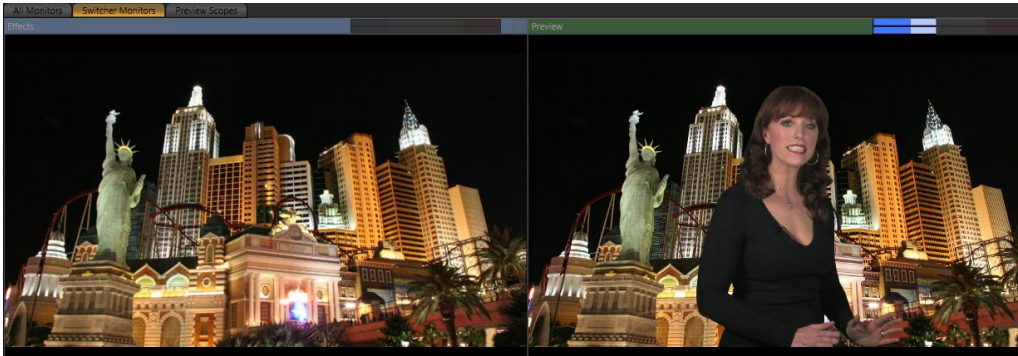 All Monitors
Switcher Monitors
Preview Scopes
Effects
Preview